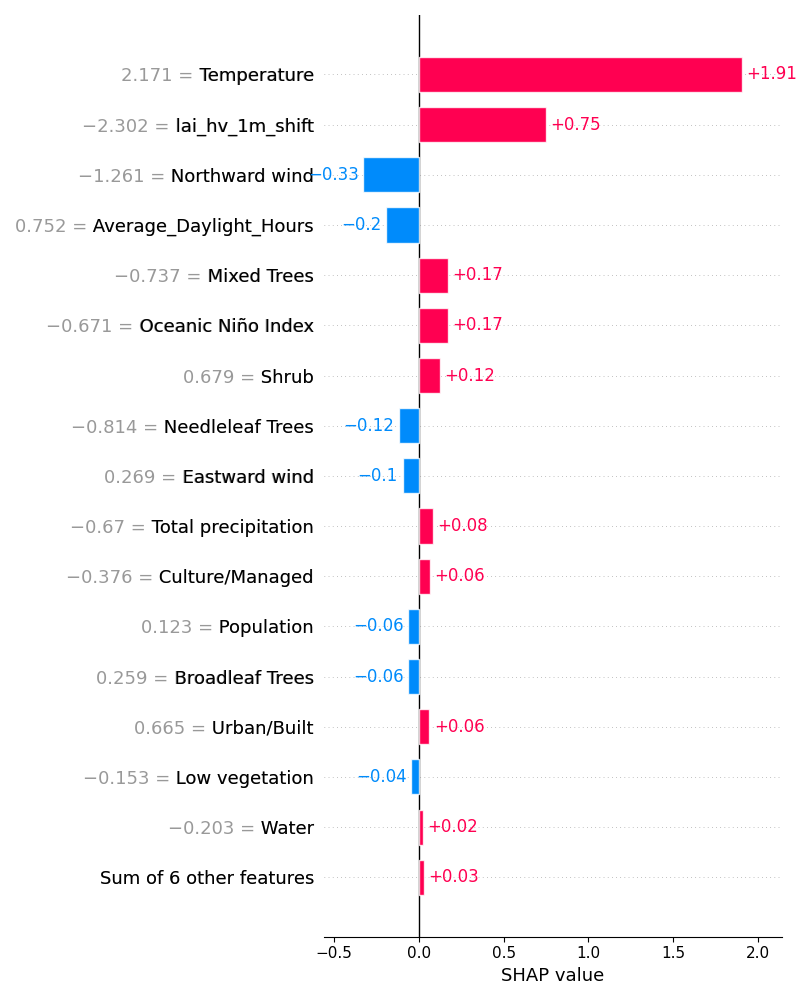 2.171 = Temperature +1.91
−2.302 = lai_hv_1m_shift +0.75
−1.261 = Northward wind −0.33
0.752 = Average_Daylight_Hours −0.2
−0.737 = Mixed Trees +0.17
−0.671 = Oceanic Niño Index +0.17
0.679 = Shrub +0.12
−0.814 = Needleleaf Trees −0.12
0.269 = Eastward wind −0.1
−0.67 = Total precipitation +0.08
−0.376 = Culture/Managed +0.06
0.123 = Population −0.06
0.259 = Broadleaf Trees −0.06
0.665 = Urban/Built +0.06
−0.153 = Low vegetation −0.04
−0.203 = Water +0.02
Sum of 6 other features +0.03
−0.5 0.0 0.5 1.0 1.5 2.0
SHAP value